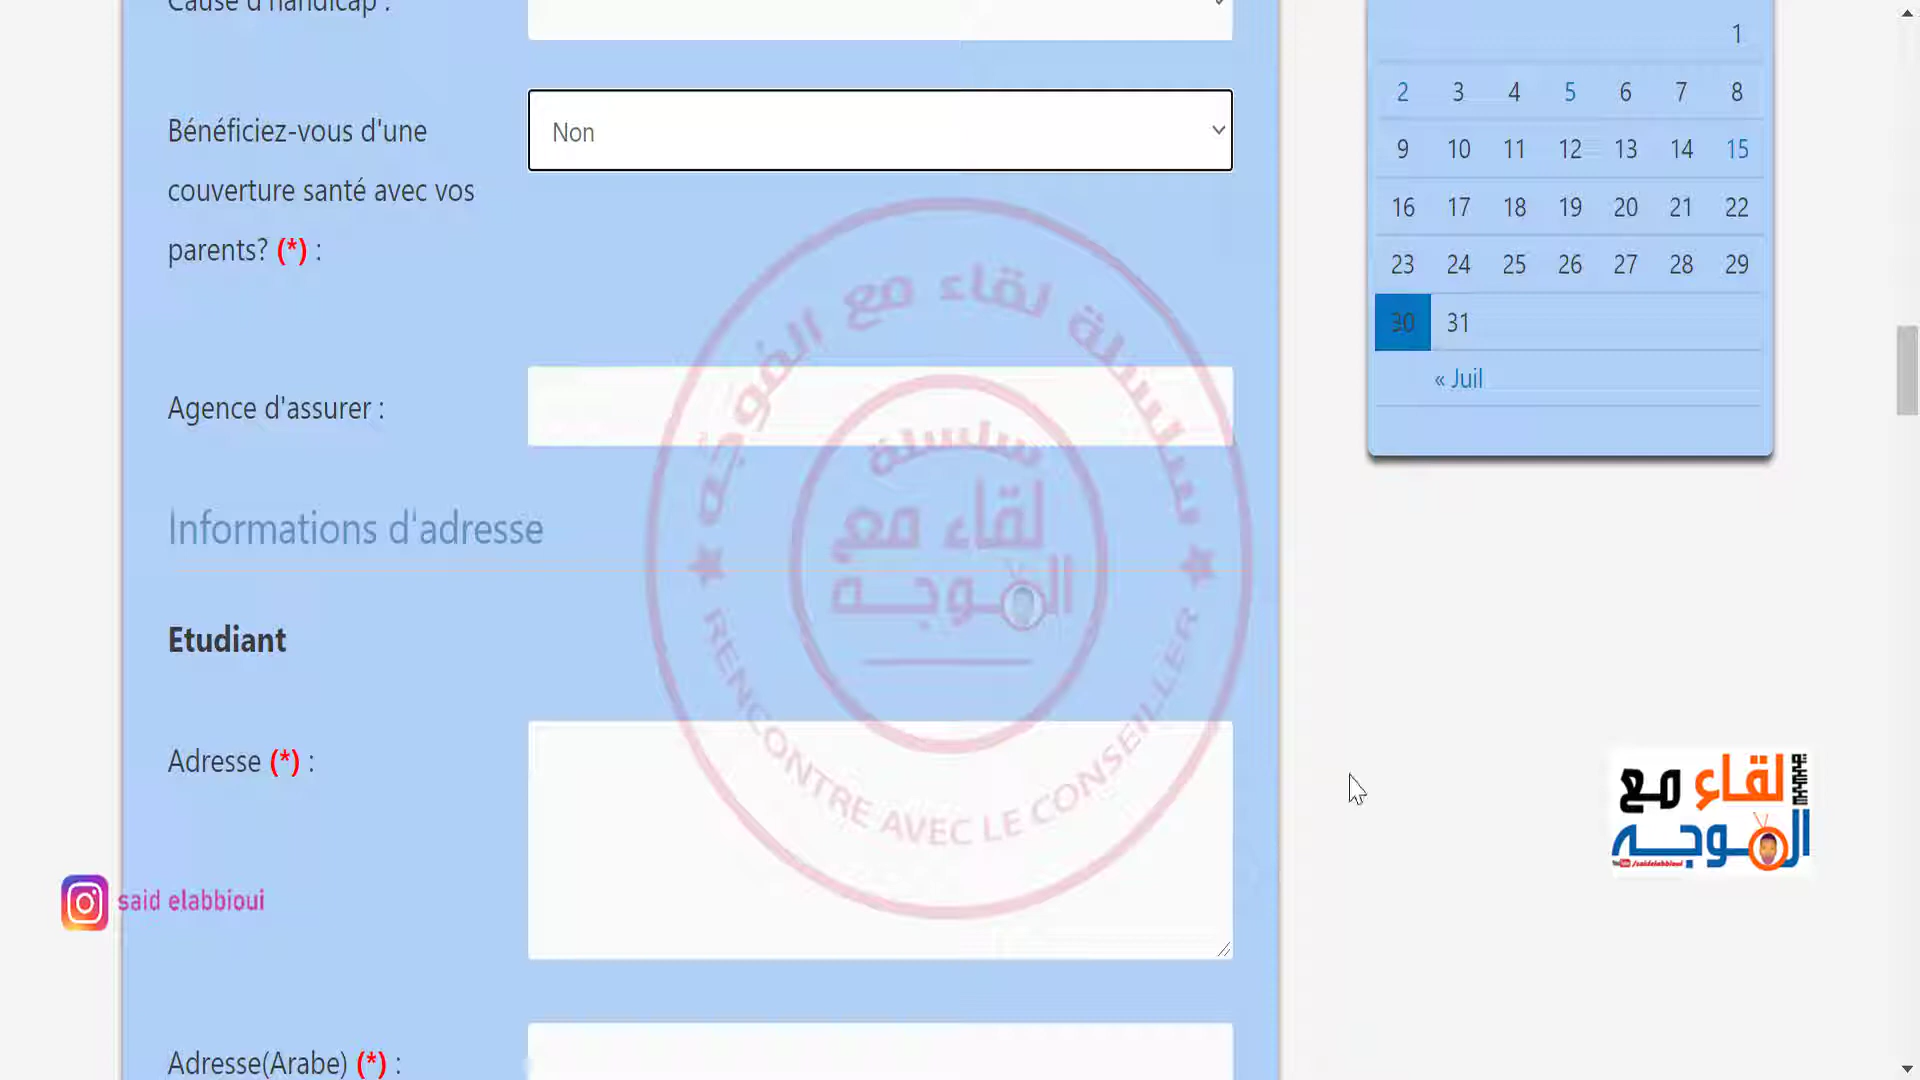 Cause d'handicap :
Bénéficiez-vous d'une
couverture santé avec vos
parents? (*) :
Non
Agence d'assurer :
Informations d'adresse
Etudiant
Adresse (*) :
Adresse(Arabe) (*) :
1
2 3 4 5 6 7 8
9 10 11 12 13 14 15
16 17 18 19 20 21 22
23 24 25 26 27 28 29
30 31
« Juil
سلسلة لقاء مع الموجه
سلسلة
لقاء مع
الموجه
RENCONTRE AVEC LE CONSEILLER
said elabbioui
لقاء مع
الموجه
YouTube /saidelabbioui